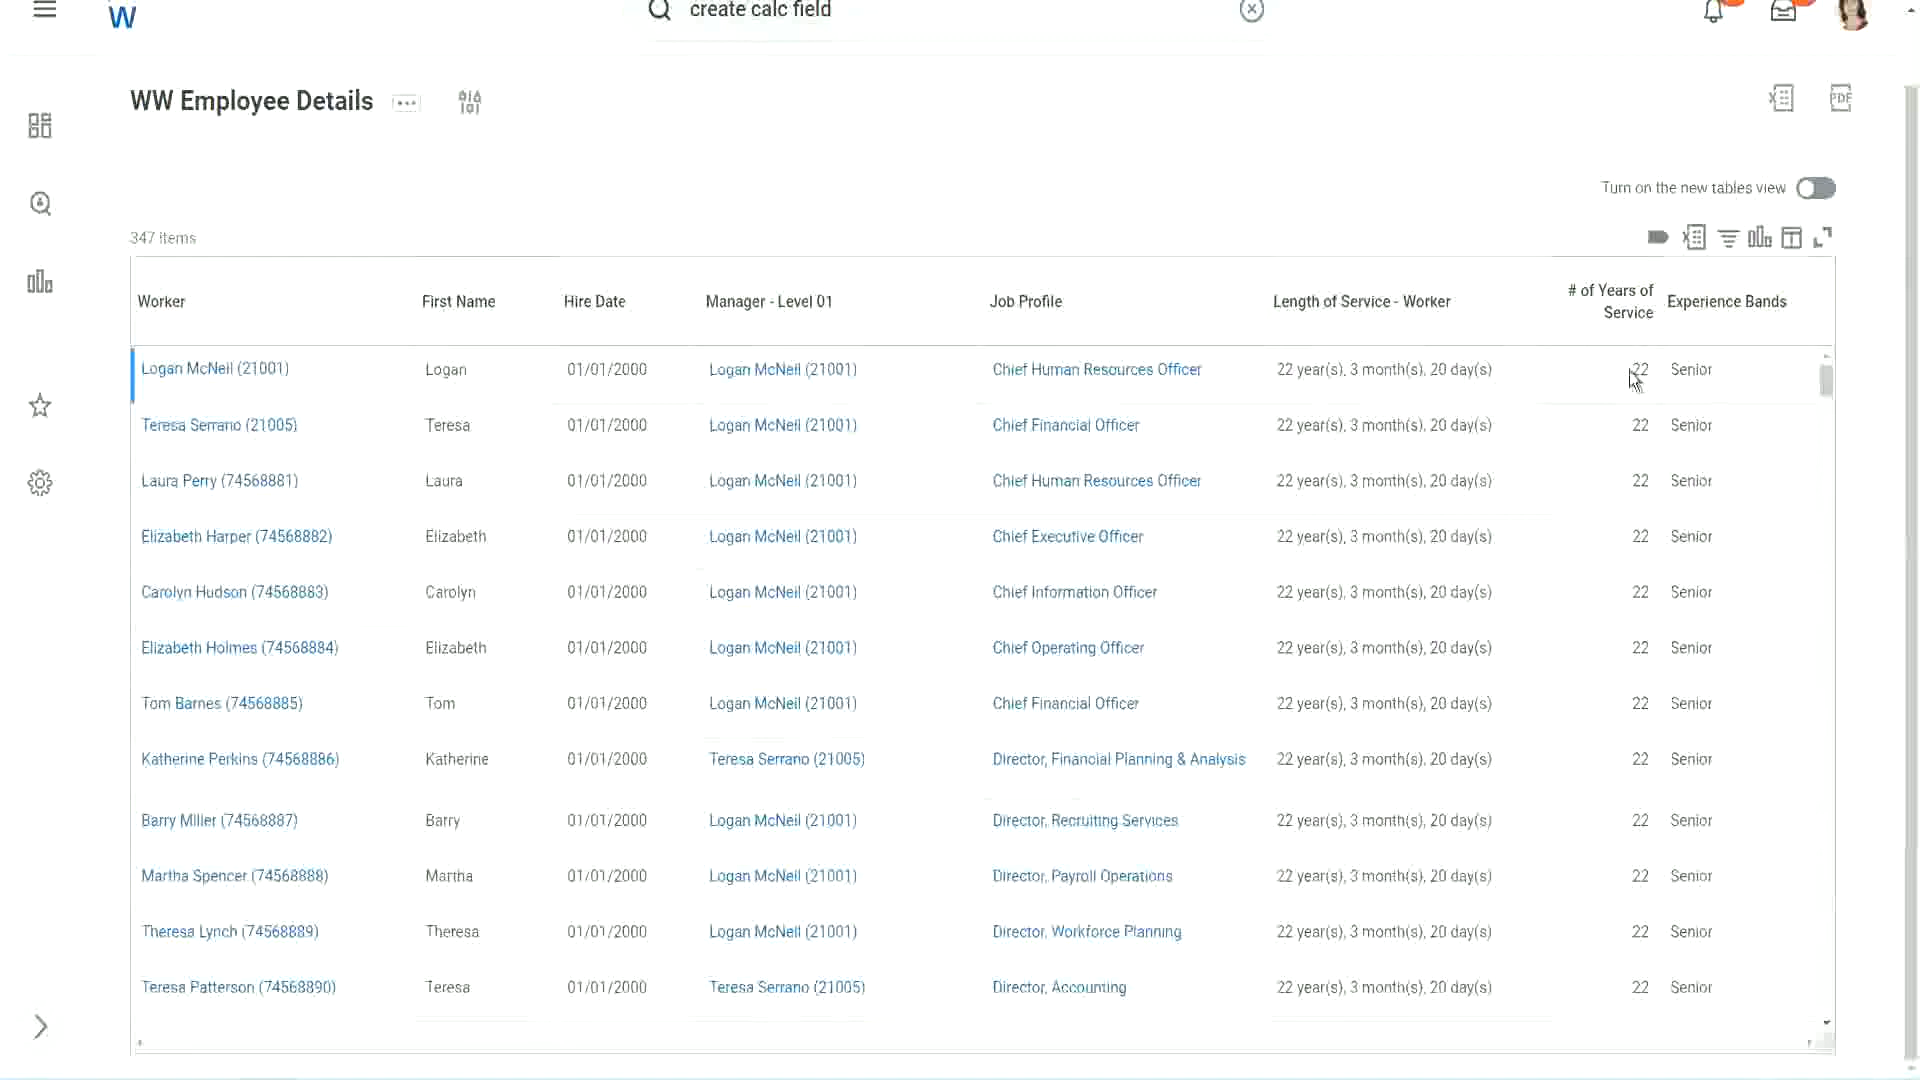 W
create calc field
WW Employee Details
PDF
Turn on the new tables view
347 items
Worker First Name Hire Date Manager - Level 01 Job Profile Length of Service - Worker # of Years of Service Experience Bands
Logan McNeil (21001) Logan 01/01/2000 Logan McNeil (21001) Chief Human Resources Officer 22 year(s), 3 month(s), 20 day(s) 22 Senior
Teresa Serrano (21005) Teresa 01/01/2000 Logan McNeil (21001) Chief Financial Officer 22 year(s), 3 month(s), 20 day(s) 22 Senior
Laura Perry (74568881) Laura 01/01/2000 Logan McNeil (21001) Chief Human Resources Officer 22 year(s), 3 month(s), 20 day(s) 22 Senior
Elizabeth Harper (74568882) Elizabeth 01/01/2000 Logan McNeil (21001) Chief Executive Officer 22 year(s), 3 month(s), 20 day(s) 22 Senior
Carolyn Hudson (74568883) Carolyn 01/01/2000 Logan McNeil (21001) Chief Information Officer 22 year(s), 3 month(s), 20 day(s) 22 Senior
Elizabeth Holmes (74568884) Elizabeth 01/01/2000 Logan McNeil (21001) Chief Operating Officer 22 year(s), 3 month(s), 20 day(s) 22 Senior
Tom Barnes (74568885) Tom 01/01/2000 Logan McNeil (21001) Chief Financial Officer 22 year(s), 3 month(s), 20 day(s) 22 Senior
Katherine Perkins (74568886) Katherine 01/01/2000 Teresa Serrano (21005) Director, Financial Planning & Analysis 22 year(s), 3 month(s), 20 day(s) 22 Senior
Barry Miller (74568887) Barry 01/01/2000 Logan McNeil (21001) Director, Recruiting Services 22 year(s), 3 month(s), 20 day(s) 22 Senior
Martha Spencer (74568888) Martha 01/01/2000 Logan McNeil (21001) Director, Payroll Operations 22 year(s), 3 month(s), 20 day(s) 22 Senior
Theresa Lynch (74568889) Theresa 01/01/2000 Logan McNeil (21001) Director, Workforce Planning 22 year(s), 3 month(s), 20 day(s) 22 Senior
Teresa Patterson (74568890) Teresa 01/01/2000 Teresa Serrano (21005) Director, Accounting 22 year(s), 3 month(s), 20 day(s) 22 Senior